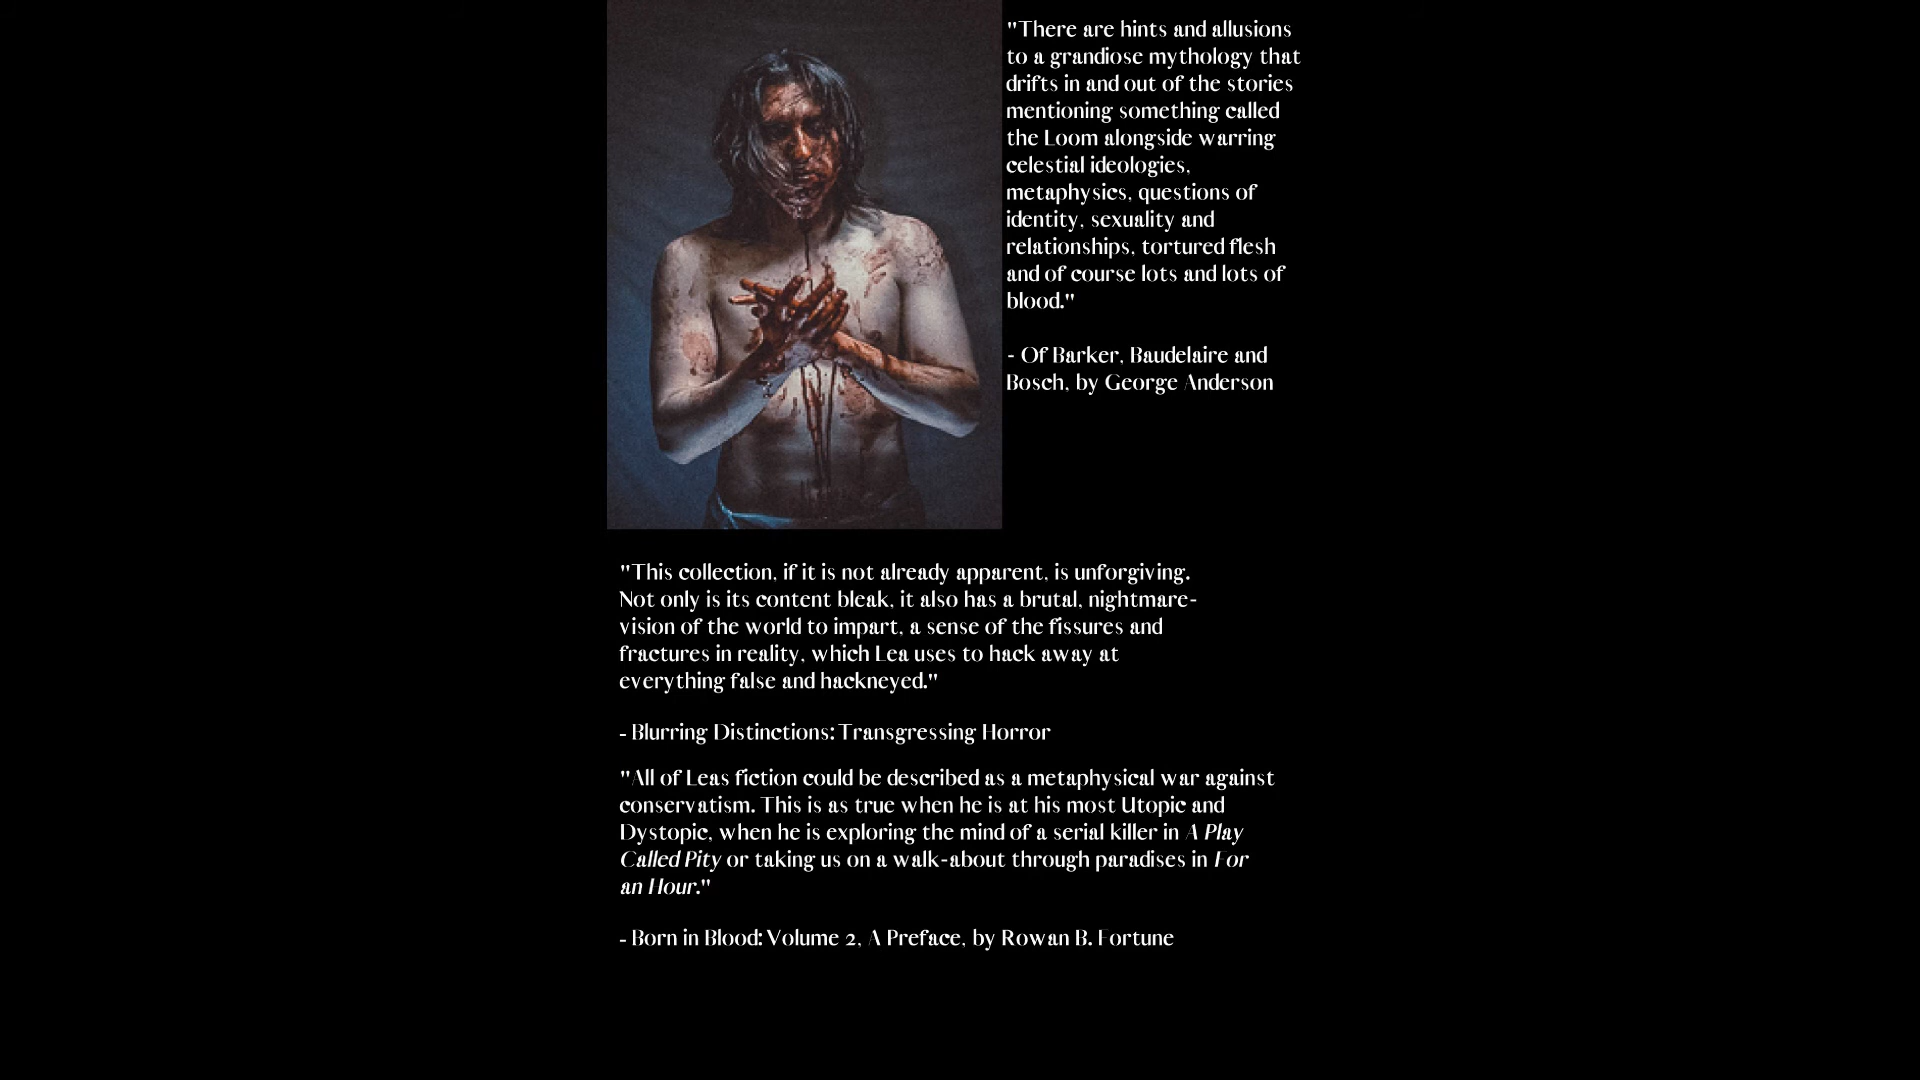 "There are hints and allusions
to a grandiose mythology that
drifts in and out of the stories
mentioning something called
the Loom alongside warring
celestial ideologies,
metaphysics, questions of
identity, sexuality and
relationships, tortured flesh
and of course lots and lots of
blood."
- Of Barker, Baudelaire and
Bosch, by George Anderson
"This collection, if it is not already apparent, is unforgiving.
Not only is its content bleak, it also has a brutal, nightmare-
vision of the world to impart, a sense of the fissures and
fractures in reality, which Lea uses to hack away at
everything false and hackneyed."
- Blurring Distinctions: Transgressing Horror
"All of Leas fiction could be described as a metaphysical war against
conservatism. This is as true when he is at his most Utopic and
Dystopic, when he is exploring the mind of a serial killer in A Play
Called Pity or taking us on a walk-about through paradises in For
an Hour."
- Born in Blood: Volume 2, A Preface, by Rowan B. Fortune